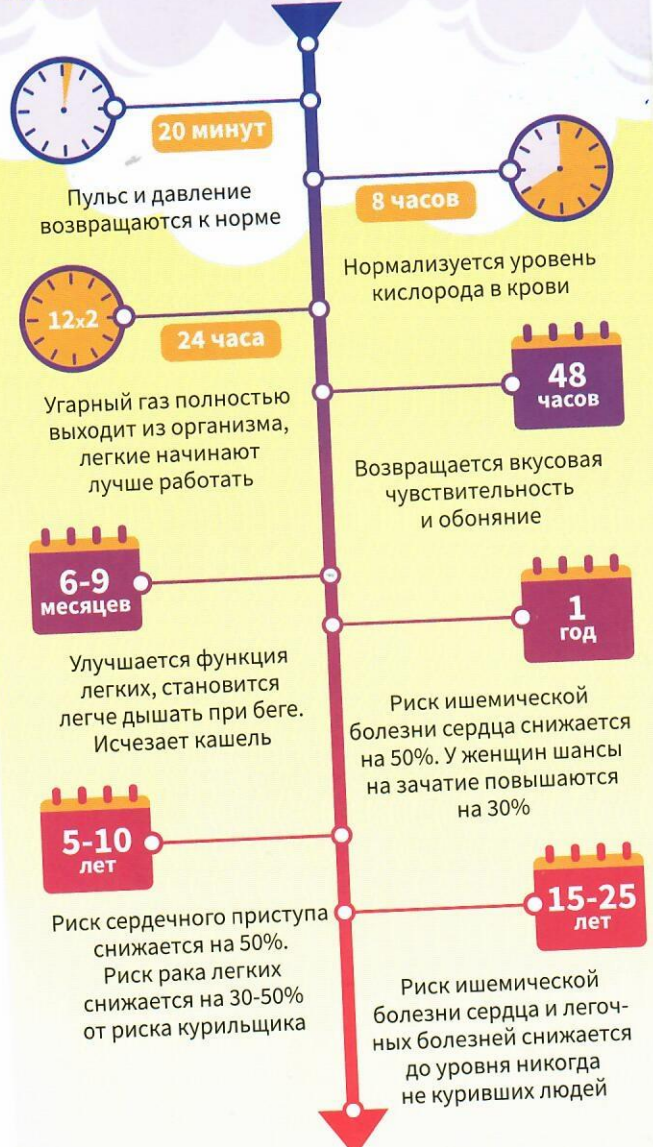 20 минут
Пульс и давление
возвращаются к норме
8 часов
Нормализуется уровень
кислорода в крови
12x2
24 часа
Угарный газ полностью
выходит из организма,
легкие начинают
лучше работать
48
часов
Возвращается вкусовая
чувствительность
и обоняние
6-9
месяцев
Улучшается функция
легких, становится
легче дышать при беге.
Исчезает кашель
1
год
Риск ишемической
болезни сердца снижается
на 50%. У женщин шансы
на зачатие повышаются
на 30%
5-10
лет
Риск сердечного приступа
снижается на 50%.
Риск рака легких
снижается на 30-50%
от риска курильщика
15-25
лет
Риск ишемической
болезни сердца и легоч-
ных болезней снижается
до уровня никогда
не куривших людей